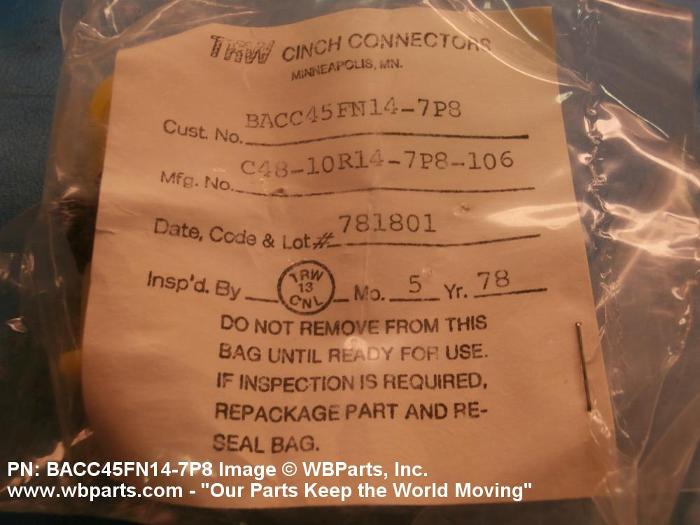 TRW CINCH CONNECTORS
MINNEAPOLIS, MN.
Cust. No. BACC45FN14-7P8
Mfg. No. C48-10R14-7P8-106
Date, Code & Lot# 781801
Insp'd. By TRW 13 CNL Mo. 5 Yr. 78
DO NOT REMOVE FROM THIS
BAG UNTIL READY FOR USE.
IF INSPECTION IS REQUIRED,
REPACKAGE PART AND RE-
SEAL BAG.
PN: BACC45FN14-7P8 Image © WBParts, Inc.
www.wbparts.com - "Our Parts Keep the World Moving"